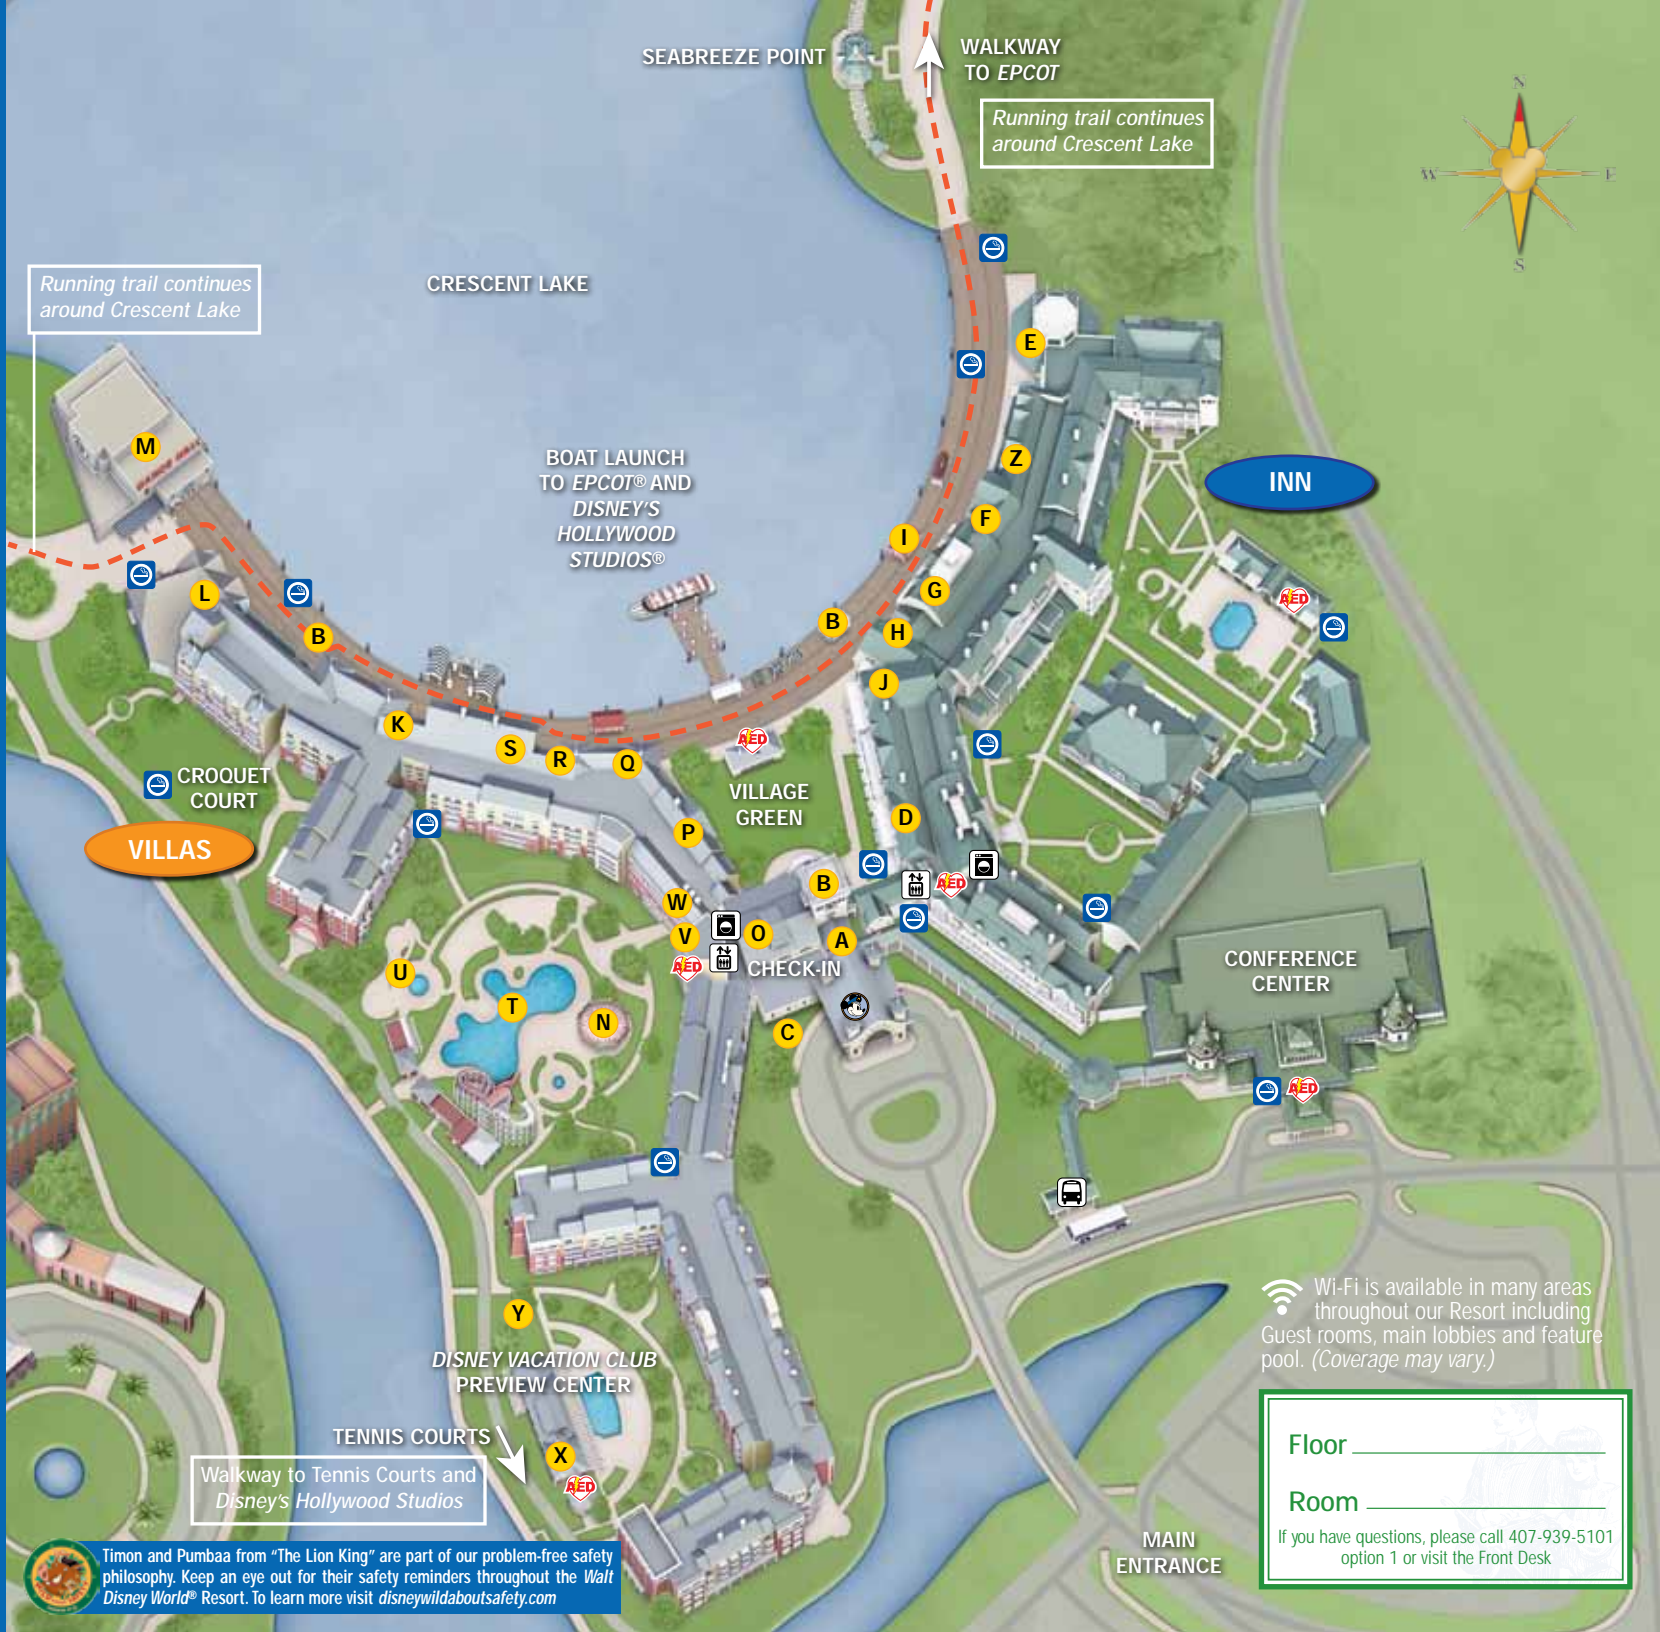 SEABREEZE POINT
WALKWAY
TO EPCOT
Running trail continues
around Crescent Lake
N
W
E
S
CRESCENT LAKE
Running trail continues
around Crescent Lake
E
M
BOAT LAUNCH
TO EPCOT® AND
DISNEY'S
HOLLYWOOD
STUDIOS®
Z
INN
F
I
L
G
AED
B
B
H
J
K
S
R
Q
AED
CROQUET
COURT
VILLAGE
GREEN
D
P
VILLAS
B
AED
W
V
O
A
AED
CHECK-IN
CONFERENCE
CENTER
U
T
N
C
AED
Y
DISNEY VACATION CLUB
PREVIEW CENTER
Wi-Fi is available in many areas
throughout our Resort including
Guest rooms, main lobbies and feature
pool. (Coverage may vary.)
TENNIS COURTS
X
AED
Walkway to Tennis Courts and
Disney's Hollywood Studios
Floor
Room
If you have questions, please call 407-939-5101
option 1 or visit the Front Desk
MAIN
ENTRANCE
Timon and Pumbaa from “The Lion King” are part of our problem-free safety
philosophy. Keep an eye out for their safety reminders throughout the Walt
Disney World® Resort. To learn more visit disneywildaboutsafety.com